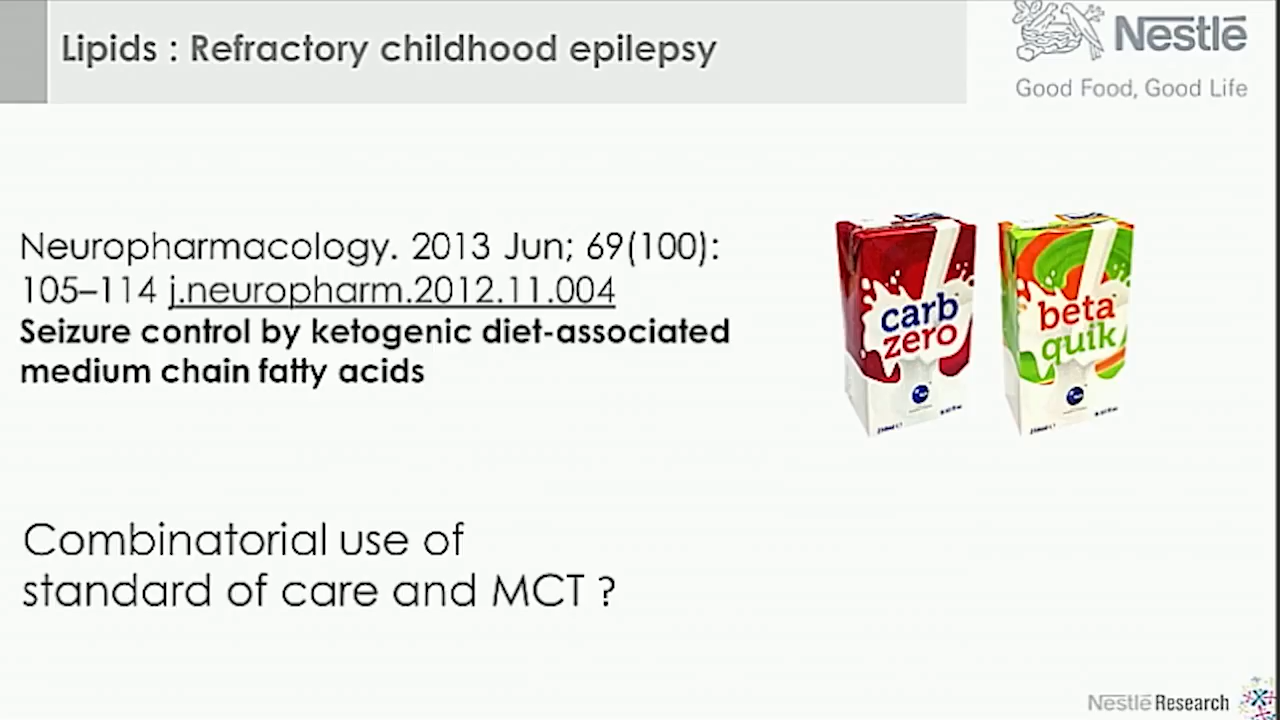 Lipids : Refractory childhood epilepsy
Nestlé
Good Food, Good Life
Neuropharmacology. 2013 Jun; 69(100):
105–114 j.neuropharm.2012.11.004
Seizure control by ketogenic diet-associated
medium chain fatty acids
carb
zero
beta
quik
Combinatorial use of
standard of care and MCT ?
Nestlé Research